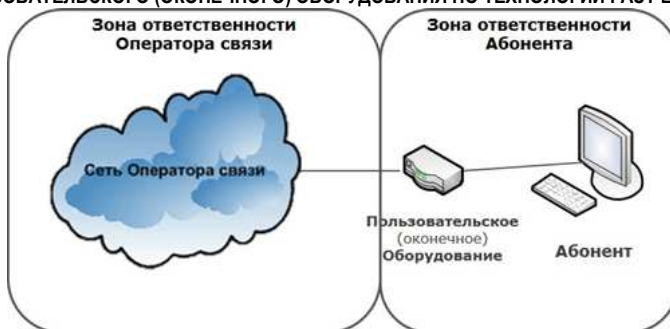 Зона ответственности
Оператора связи
Зона ответственности
Абонента
Сеть Оператора связи
Пользовательское
(оконечное)
Оборудование
Абонент